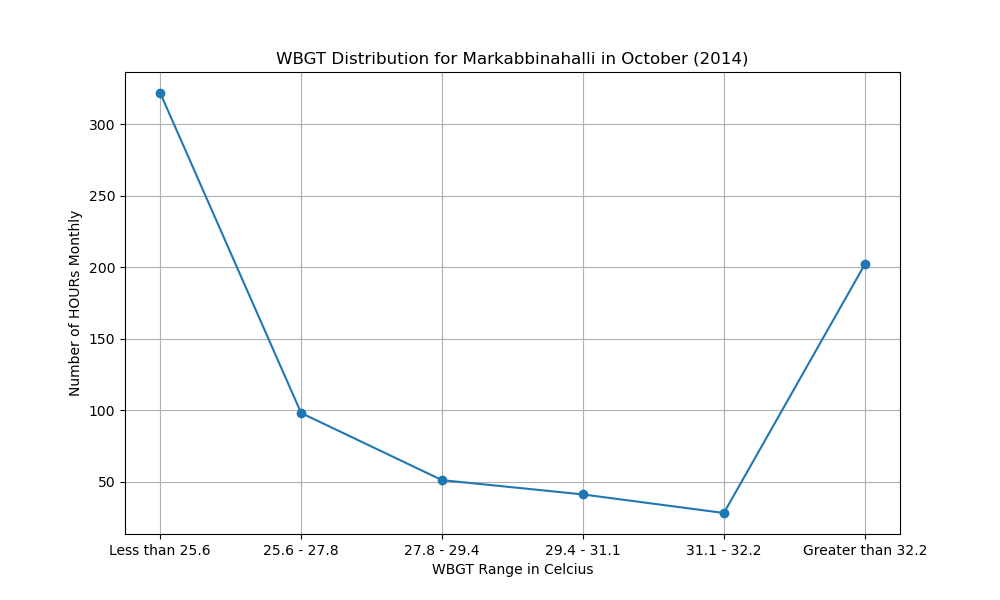 WBGT Distribution for Markabbinahalli in October (2014)
Number of HOURs Monthly
300
250
200
150
100
50
Less than 25.6 25.6 - 27.8 27.8 - 29.4 29.4 - 31.1 31.1 - 32.2 Greater than 32.2
WBGT Range in Celcius